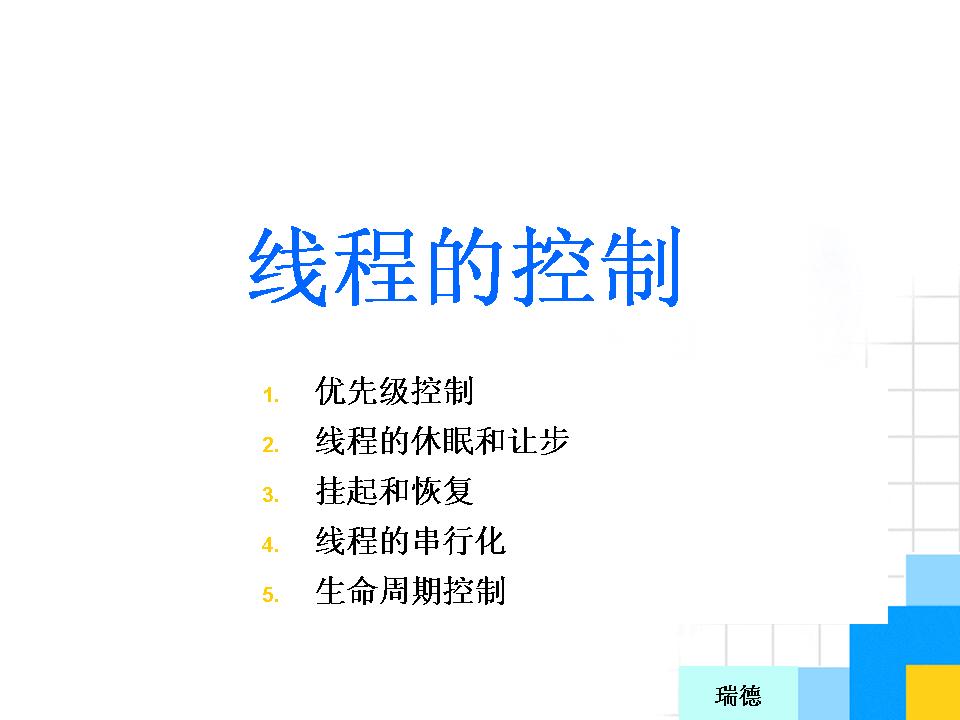 线程的控制
1. 优先级控制
2. 线程的休眠和让步
3. 挂起和恢复
4. 线程的串行化
5. 生命周期控制
瑞德